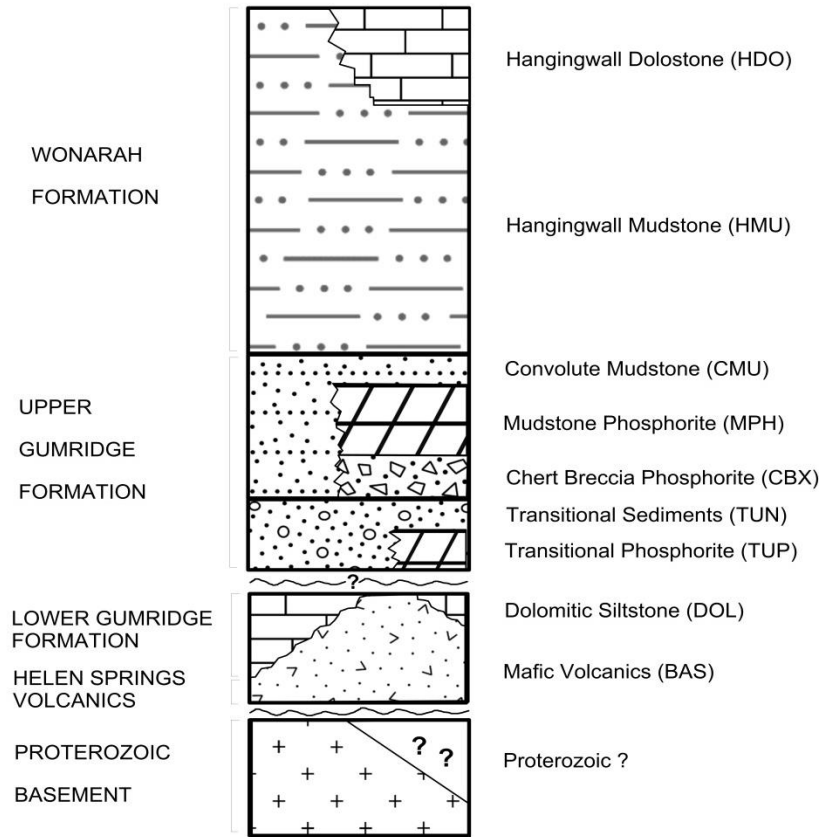 WONARAH
FORMATION
Hangingwall Dolostone (HDO)
Hangingwall Mudstone (HMU)
UPPER
GUMRIDGE
FORMATION
Convolute Mudstone (CMU)
Mudstone Phosphorite (MPH)
Chert Breccia Phosphorite (CBX)
Transitional Sediments (TUN)
Transitional Phosphorite (TUP)
?
LOWER GUMRIDGE
FORMATION
HELEN SPRINGS
VOLCANICS
Dolomitic Siltstone (DOL)
Mafic Volcanics (BAS)
PROTEROZOIC
BASEMENT
? ?
Proterozoic ?